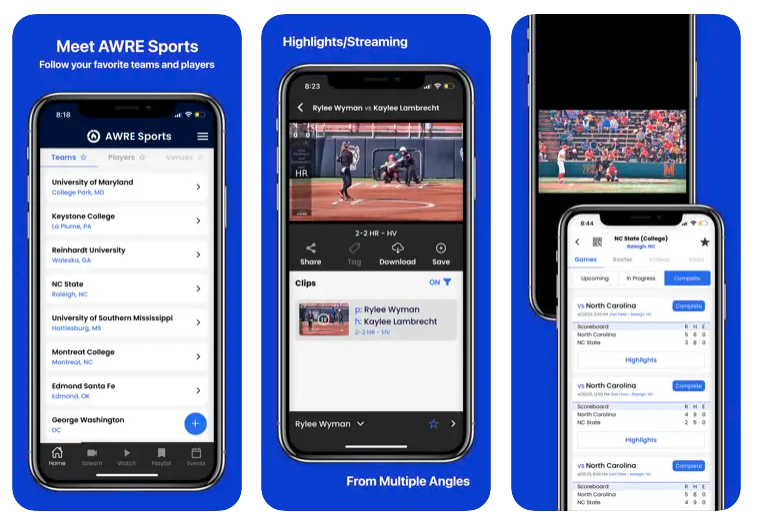 Meet AWRE Sports
Follow your favorite teams and players
8:18
AWRE Sports
Teams ☆ Players ☆ Venues ☆
University of Maryland
College Park, MD
Keystone College
La Plume, PA
Reinhardt University
Waleska, GA
NC State
Raleigh, NC
University of Southern Mississippi
Hattiesburg, MS
Montreat College
Montreat, NC
Edmond Santa Fe
Edmond, OK
George Washington
DC
+
Home Stream Watch Playlist Events
Highlights/Streaming
8:23
Rylee Wyman vs Kaylee Lambrecht
0 0
HR
2-2 HR - HV
Share Tag Download Save
Clips ON
p: Rylee Wyman
h: Kaylee Lambrecht
2-2 HR - HV
Rylee Wyman
From Multiple Angles
M
8:44
NC State (College)
Raleigh, NC
Games Roster Videos Stats
Upcoming In Progress Complete
vs North Carolina Complete
Scoreboard R H E
North Carolina 5 6 0
NC State 3 8 0
Highlights
vs North Carolina Complete
Scoreboard R H E
North Carolina 4 9 0
NC State 2 5 0
Highlights
vs North Carolina Complete
Scoreboard R H E
North Carolina 5 8 0
NC State 4 9 0